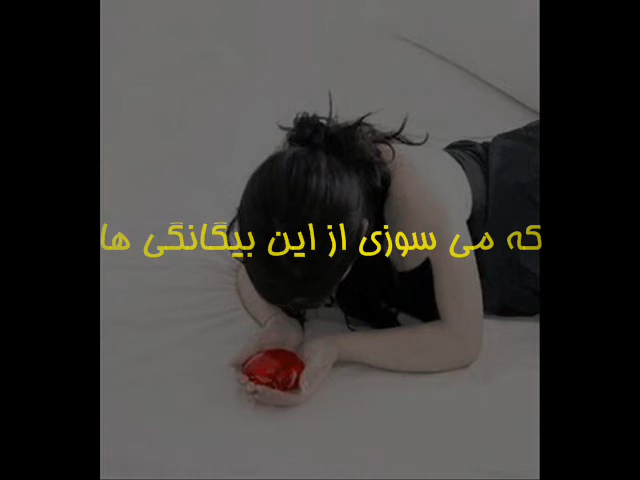 که می سوزی از این بیگانگی ها